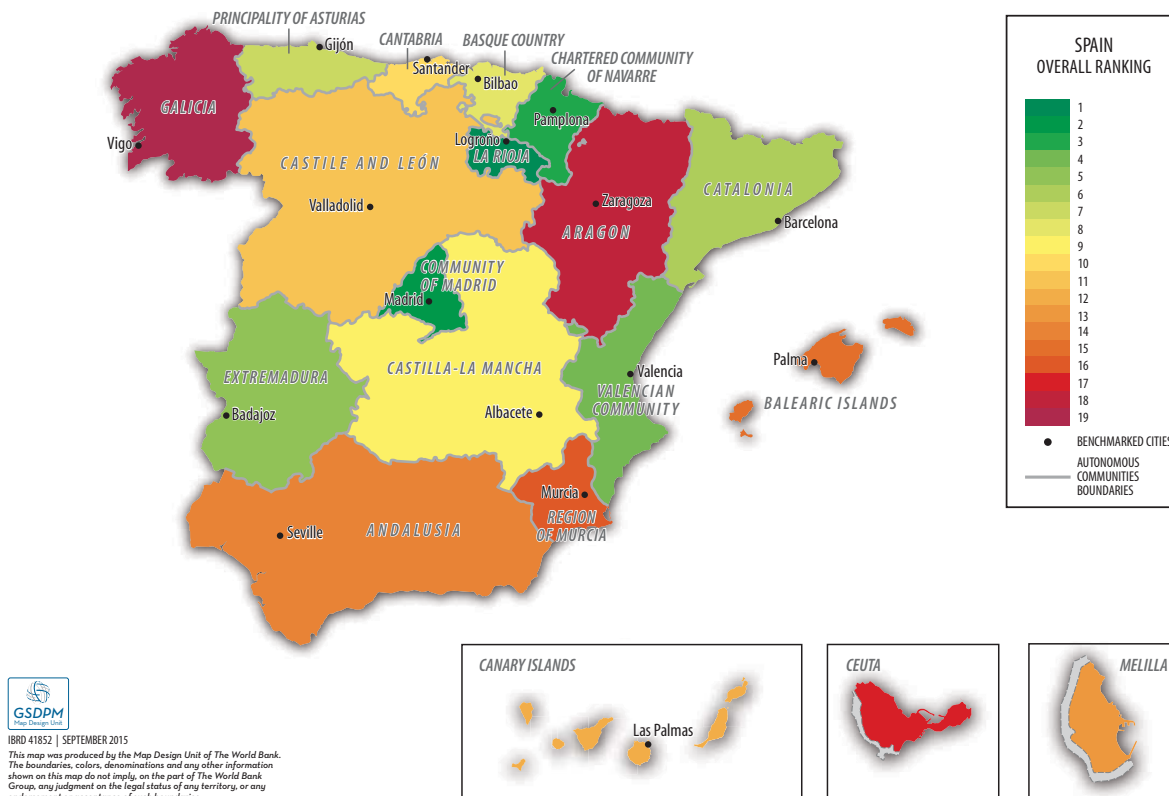 PRINCIPALITY OF ASTURIAS
CANTABRIA
BASQUE COUNTRY
CHARTERED COMMUNITY
OF NAVARRE
Gijón
Santander
Bilbao
Pamplona
GALICIA
Vigo
Logroño
LA RIOJA
CASTILE AND LEÓN
Valladolid
Zaragoza
ARAGON
CATALONIA
Barcelona
COMMUNITY
OF MADRID
Madrid
CASTILLA-LA MANCHA
Albacete
EXTREMADURA
Badajoz
Valencia
VALENCIAN
COMMUNITY
Palma
BALEARIC ISLANDS
Murcia
REGION
OF MURCIA
Seville
ANDALUSIA
SPAIN
OVERALL RANKING
1
2
3
4
5
6
7
8
9
10
11
12
13
14
15
16
17
18
19
BENCHMARKED CITIES
AUTONOMOUS
COMMUNITIES
BOUNDARIES
CANARY ISLANDS
Las Palmas
CEUTA
MELILLA
GSDPM
Map Design Unit
IBRD 41852 | SEPTEMBER 2015
This map was produced by the Map Design Unit of The World Bank.
The boundaries, colors, denominations and any other information
shown on this map do not imply, on the part of The World Bank
Group, any judgment on the legal status of any territory, or any